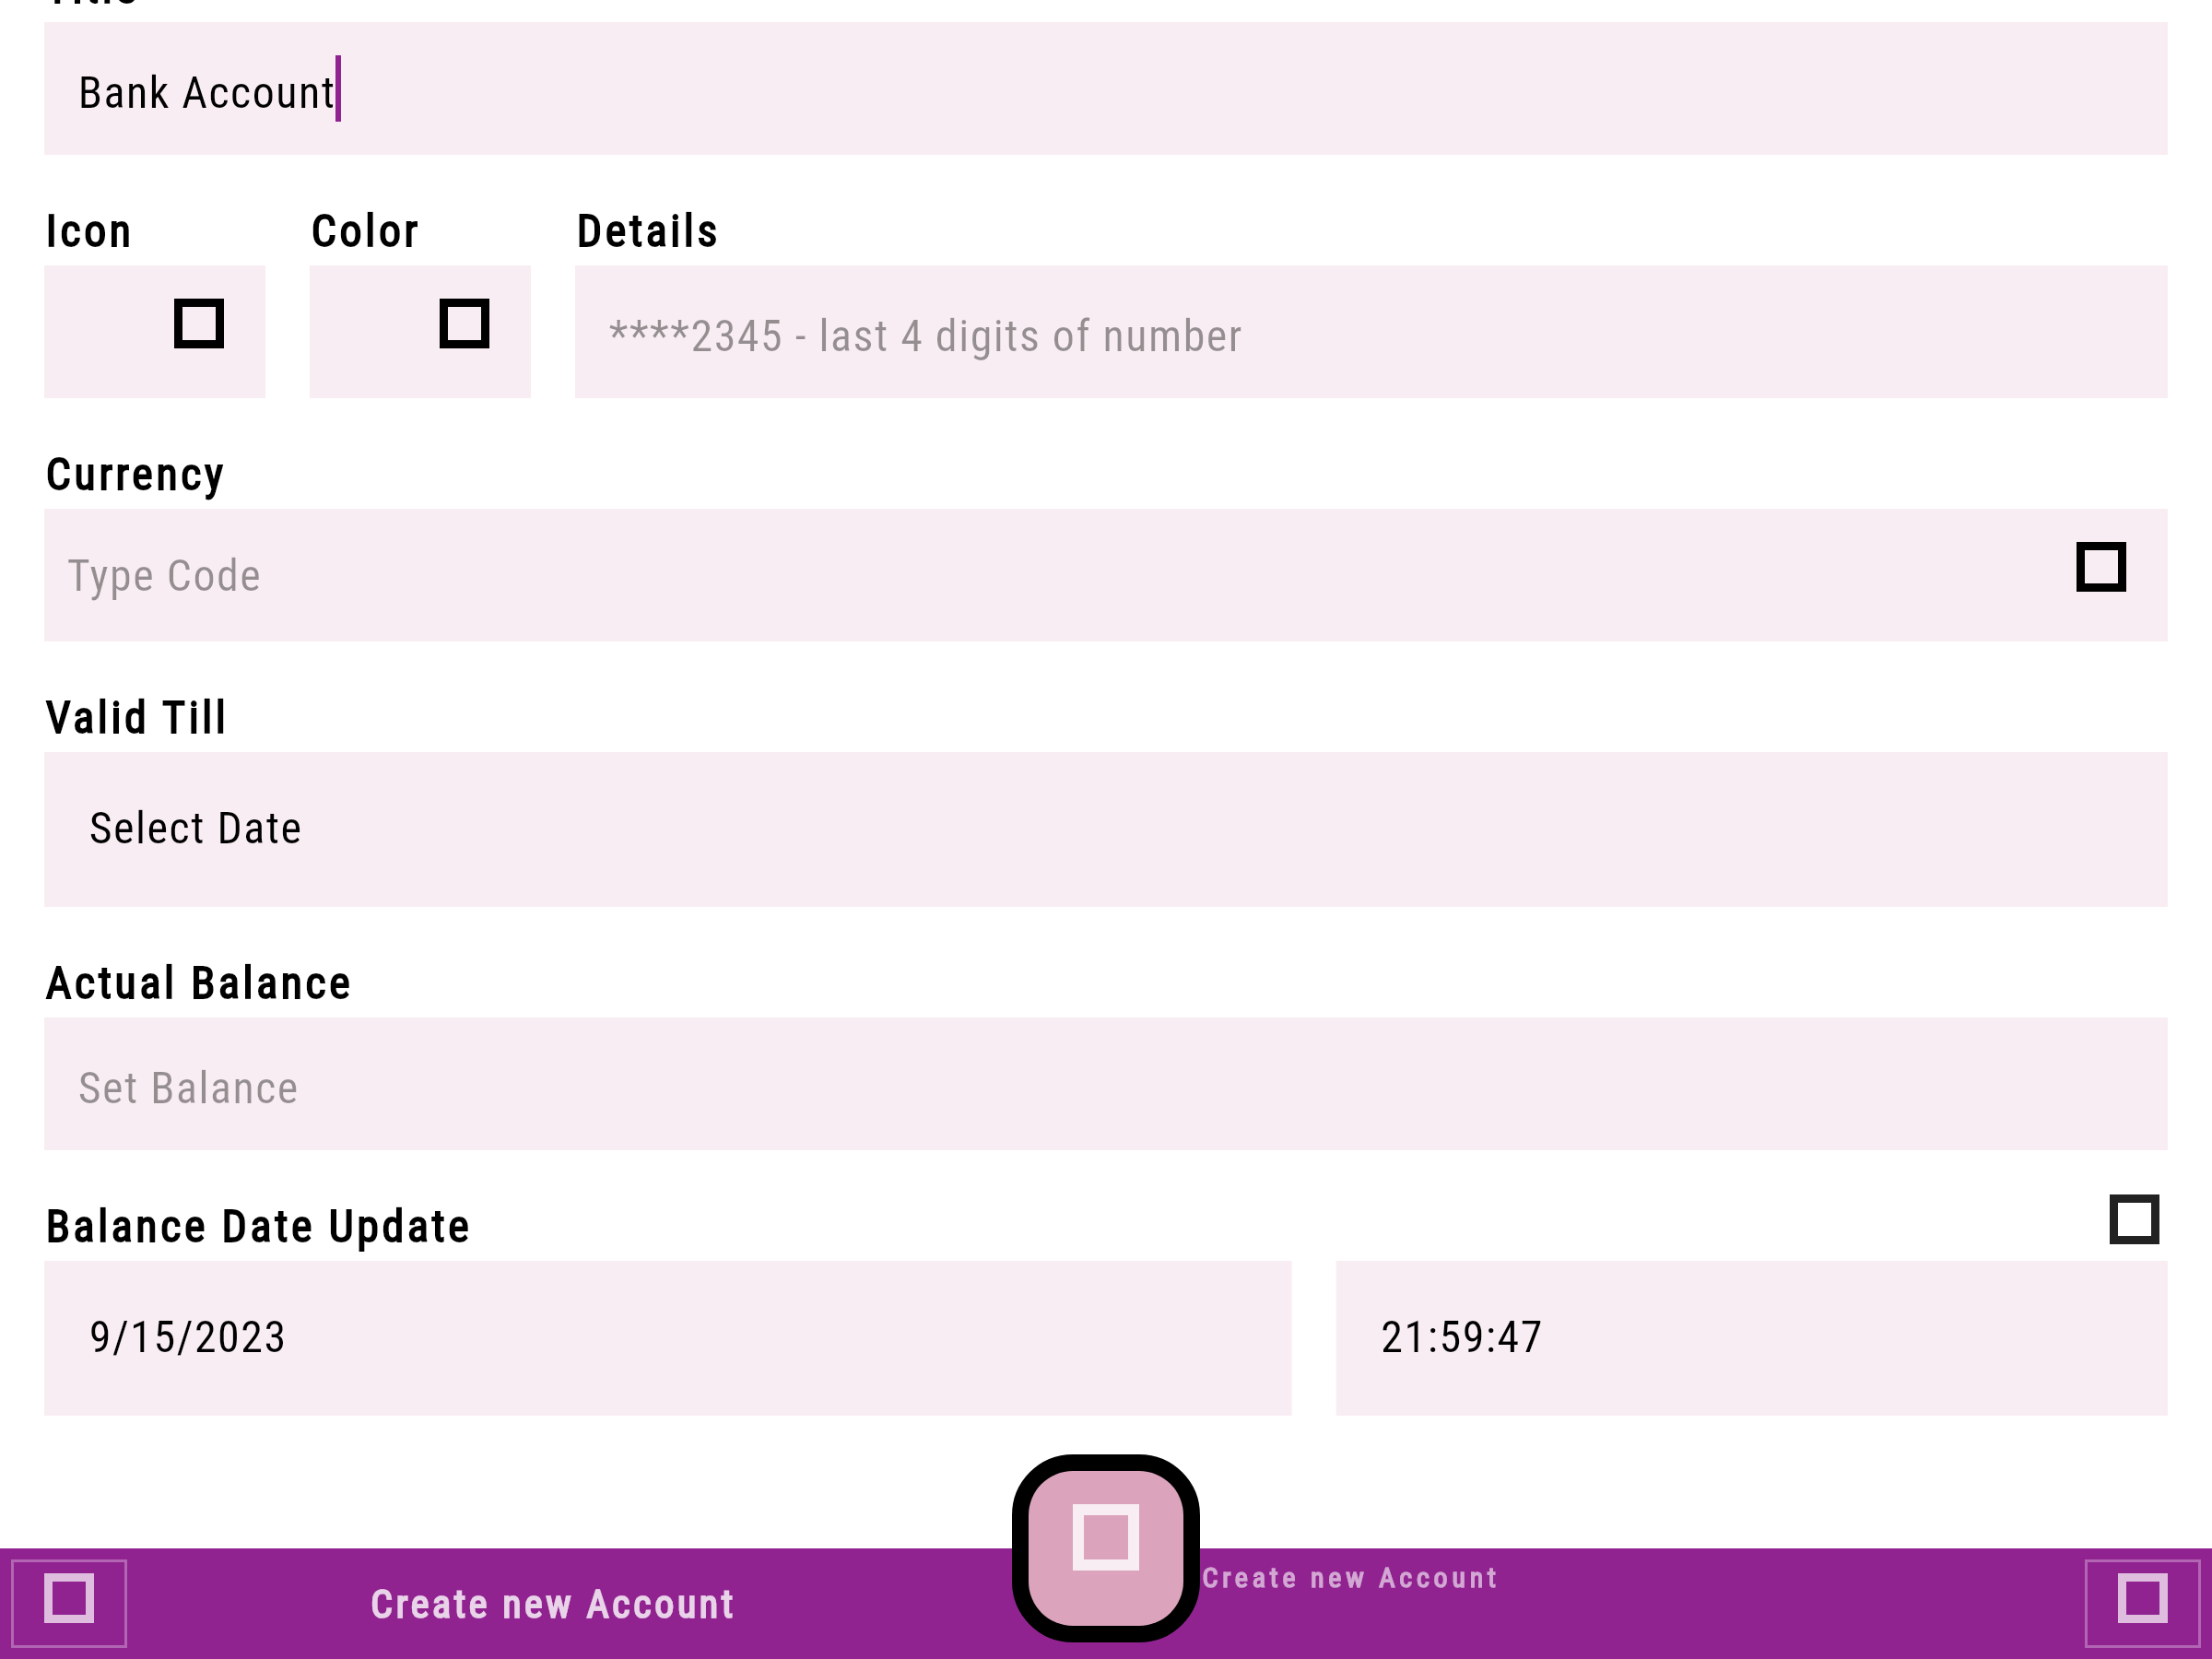 Title
Bank Account
Icon Color Details
****2345 - last 4 digits of number
Currency
Type Code
Valid Till
Select Date
Actual Balance
Set Balance
Balance Date Update
9/15/2023 21:59:47
Create new Account
Create new Account